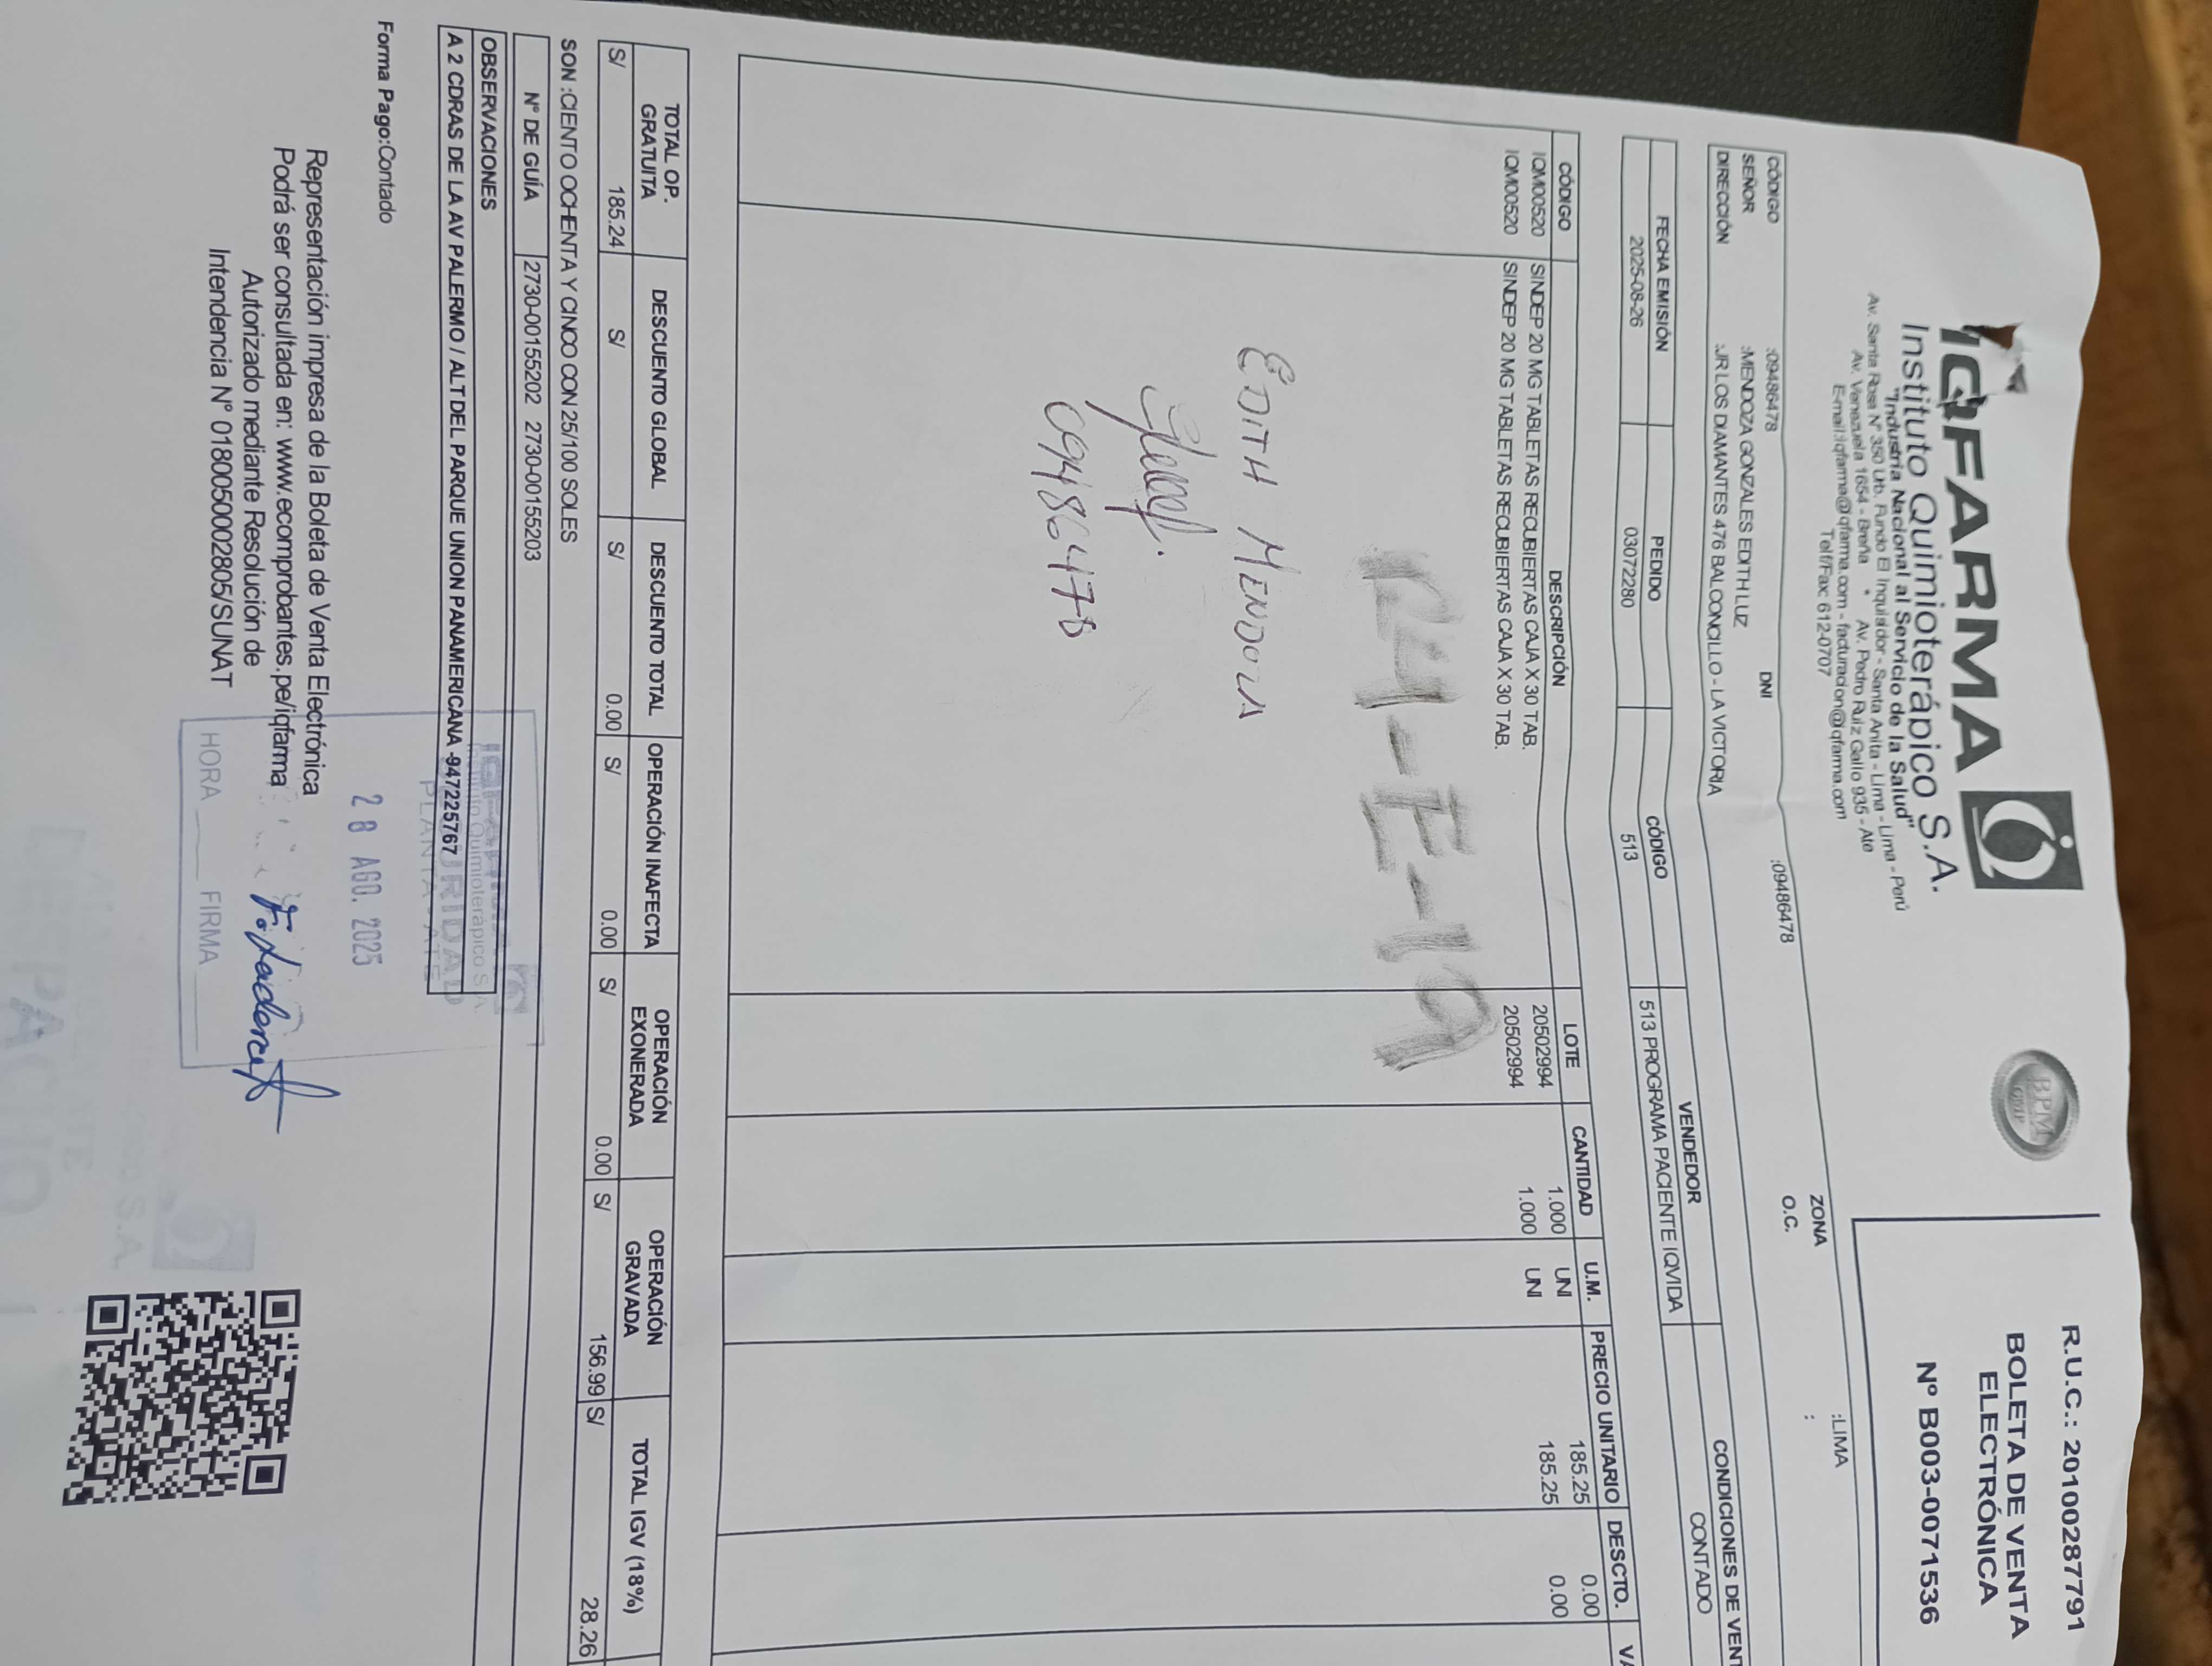 IQFARMA
Instituto Quimioterápico S.A.
"Industria Nacional al Servicio de la Salud"
Av. Santa Rosa N° 350 Urb. Fundo El Inquisidor - Santa Anita - Lima - Lima - Perú
Av. Venezuela 1654 - Breña * Av. Pedro Ruiz Gallo 935 - Ate
E-mail:iqfarma@iqfarma.com - facturacion@iqfarma.com
Telf/Fax: 612-0707
BPM
GMP
R.U.C.: 20100287791
BOLETA DE VENTA
ELECTRÓNICA
N° B003-0071536
CÓDIGO :09486478 DNI :09486478 ZONA :LIMA
SEÑOR :MENDOZA GONZALES EDITH LUZ O.C. :
DIRECCIÓN :JR LOS DIAMANTES 476 BALCONCILLO - LA VICTORIA
FECHA EMISIÓN PEDIDO CÓDIGO VENDEDOR CONDICIONES DE VENT
2025-08-26 03072280 513 513 PROGRAMA PACIENTE IQVIDA CONTADO
CÓDIGO DESCRIPCIÓN LOTE CANTIDAD U.M. PRECIO UNITARIO DESCTO. VA
IQM00520 SINDEP 20 MG TABLETAS RECUBIERTAS CAJA X 30 TAB. 20502994 1.000 UNI 185.25 0.00
IQM00520 SINDEP 20 MG TABLETAS RECUBIERTAS CAJA X 30 TAB. 20502994 1.000 UNI 185.25 0.00
EDITH MENDOZA
09486478
TOTAL OP. GRATUITA DESCUENTO GLOBAL DESCUENTO TOTAL OPERACIÓN INAFECTA OPERACIÓN EXONERADA OPERACIÓN GRAVADA TOTAL IGV (18%)
S/ 185.24 S/ S/ 0.00 S/ 0.00 S/ 0.00 S/ 156.99 S/ 28.26
SON :CIENTO OCHENTA Y CINCO CON 25/100 SOLES
N° DE GUÍA 2730-00155202 2730-00155203
OBSERVACIONES
A 2 CDRAS DE LA AV PALERMO / ALT DEL PARQUE UNION PANAMERICANA -947225767
IQFARMA
Instituto Quimioterápico S.A.
PLANTA ATE
28 AGO. 2025
HORA FIRMA
Forma Pago:Contado
Representación impresa de la Boleta de Venta Electrónica
Podrá ser consultada en: www.ecomprobantes.pe/iqfarma
Autorizado mediante Resolución de
Intendencia N° 0180050002805/SUNAT